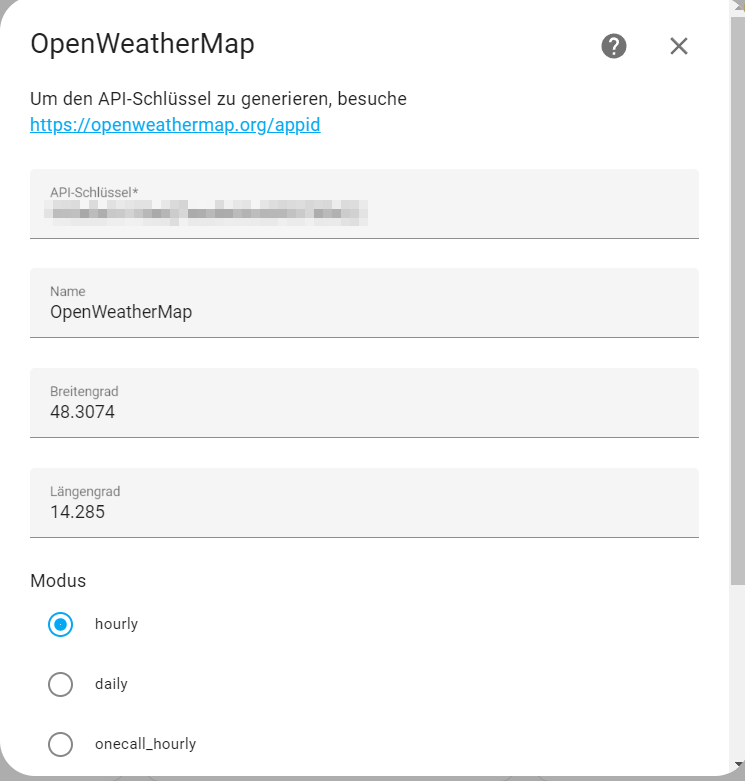 OpenWeatherMap
Um den API-Schlüssel zu generieren, besuche
https://openweathermap.org/appid
API-Schlüssel*
Name
OpenWeatherMap
Breitengrad
48.3074
Längengrad
14.285
Modus
hourly
daily
onecall_hourly